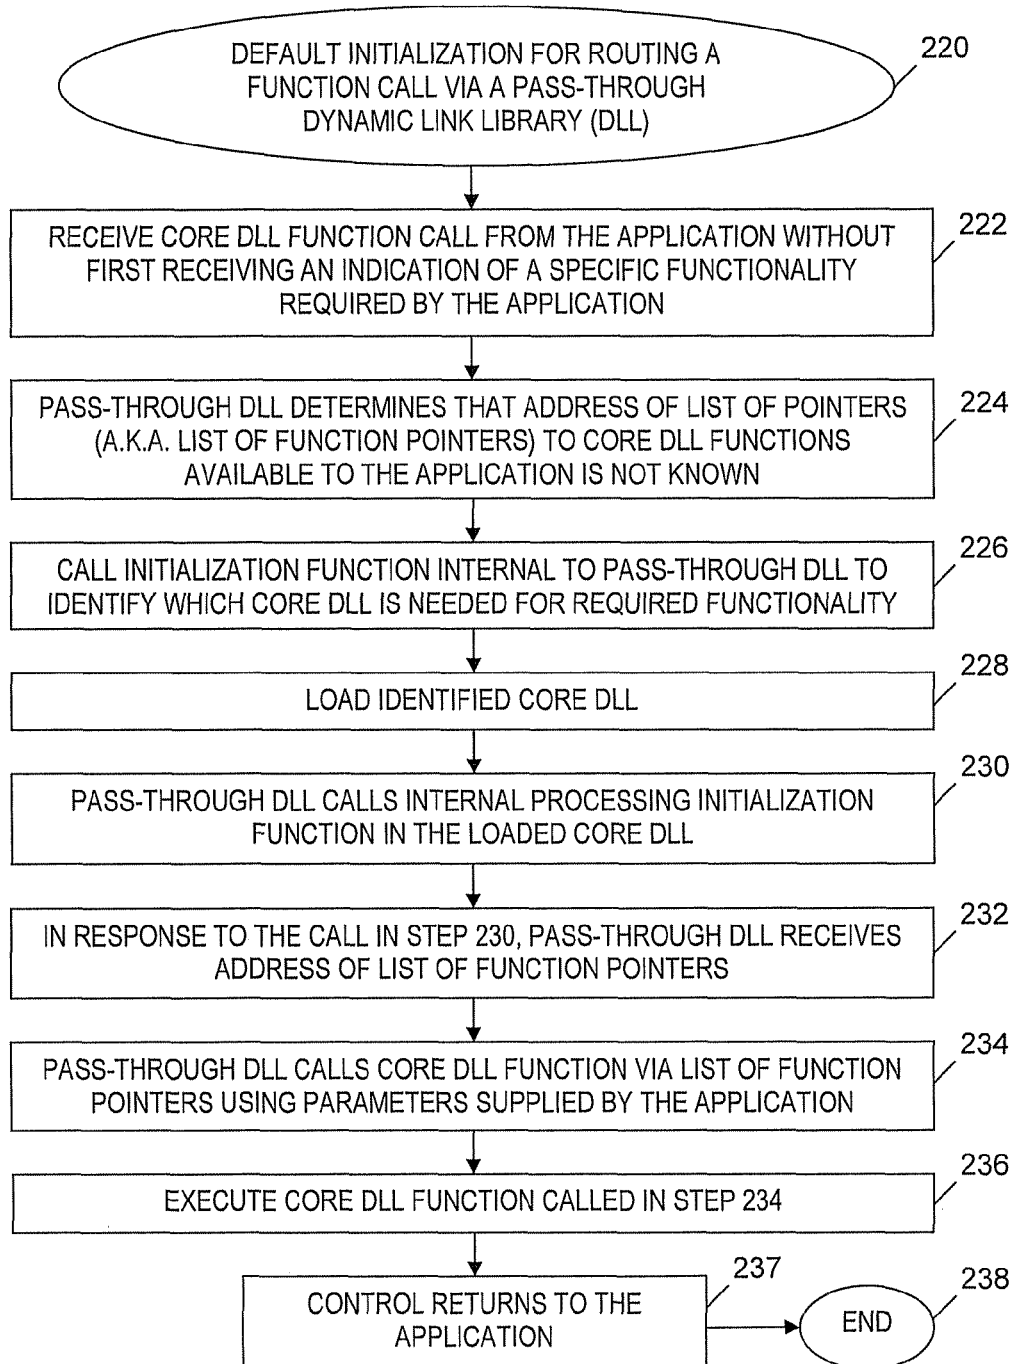 DEFAULT INITIALIZATION FOR ROUTING A
FUNCTION CALL VIA A PASS-THROUGH
DYNAMIC LINK LIBRARY (DLL)
220
RECEIVE CORE DLL FUNCTION CALL FROM THE APPLICATION WITHOUT
FIRST RECEIVING AN INDICATION OF A SPECIFIC FUNCTIONALITY
REQUIRED BY THE APPLICATION
222
PASS-THROUGH DLL DETERMINES THAT ADDRESS OF LIST OF POINTERS
(A.K.A. LIST OF FUNCTION POINTERS) TO CORE DLL FUNCTIONS
AVAILABLE TO THE APPLICATION IS NOT KNOWN
224
CALL INITIALIZATION FUNCTION INTERNAL TO PASS-THROUGH DLL TO
IDENTIFY WHICH CORE DLL IS NEEDED FOR REQUIRED FUNCTIONALITY
226
LOAD IDENTIFIED CORE DLL
228
PASS-THROUGH DLL CALLS INTERNAL PROCESSING INITIALIZATION
FUNCTION IN THE LOADED CORE DLL
230
IN RESPONSE TO THE CALL IN STEP 230, PASS-THROUGH DLL RECEIVES
ADDRESS OF LIST OF FUNCTION POINTERS
232
PASS-THROUGH DLL CALLS CORE DLL FUNCTION VIA LIST OF FUNCTION
POINTERS USING PARAMETERS SUPPLIED BY THE APPLICATION
234
EXECUTE CORE DLL FUNCTION CALLED IN STEP 234
236
CONTROL RETURNS TO THE
APPLICATION
237
END
238